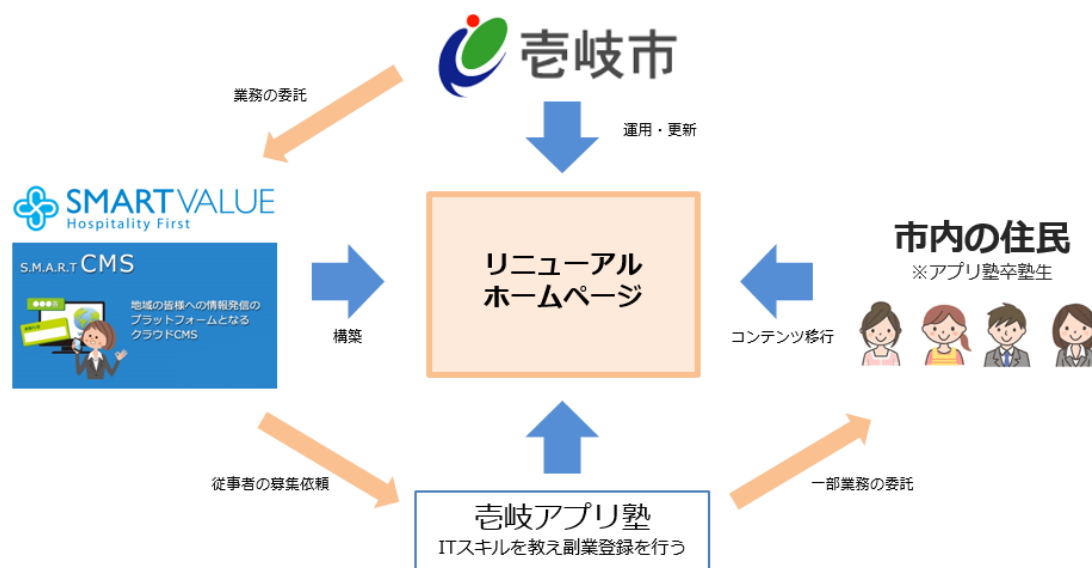 壱岐市
業務の委託
運用・更新
SMARTVALUE
Hospitality First
S.M.A.R.T CMS
地域の皆様への情報発信の
プラットフォームとなる
クラウドCMS
構築
リニューアル
ホームページ
市内の住民
※アプリ塾卒塾生
コンテンツ移行
従事者の募集依頼
一部業務の委託
壱岐アプリ塾
ITスキルを教え副業登録を行う